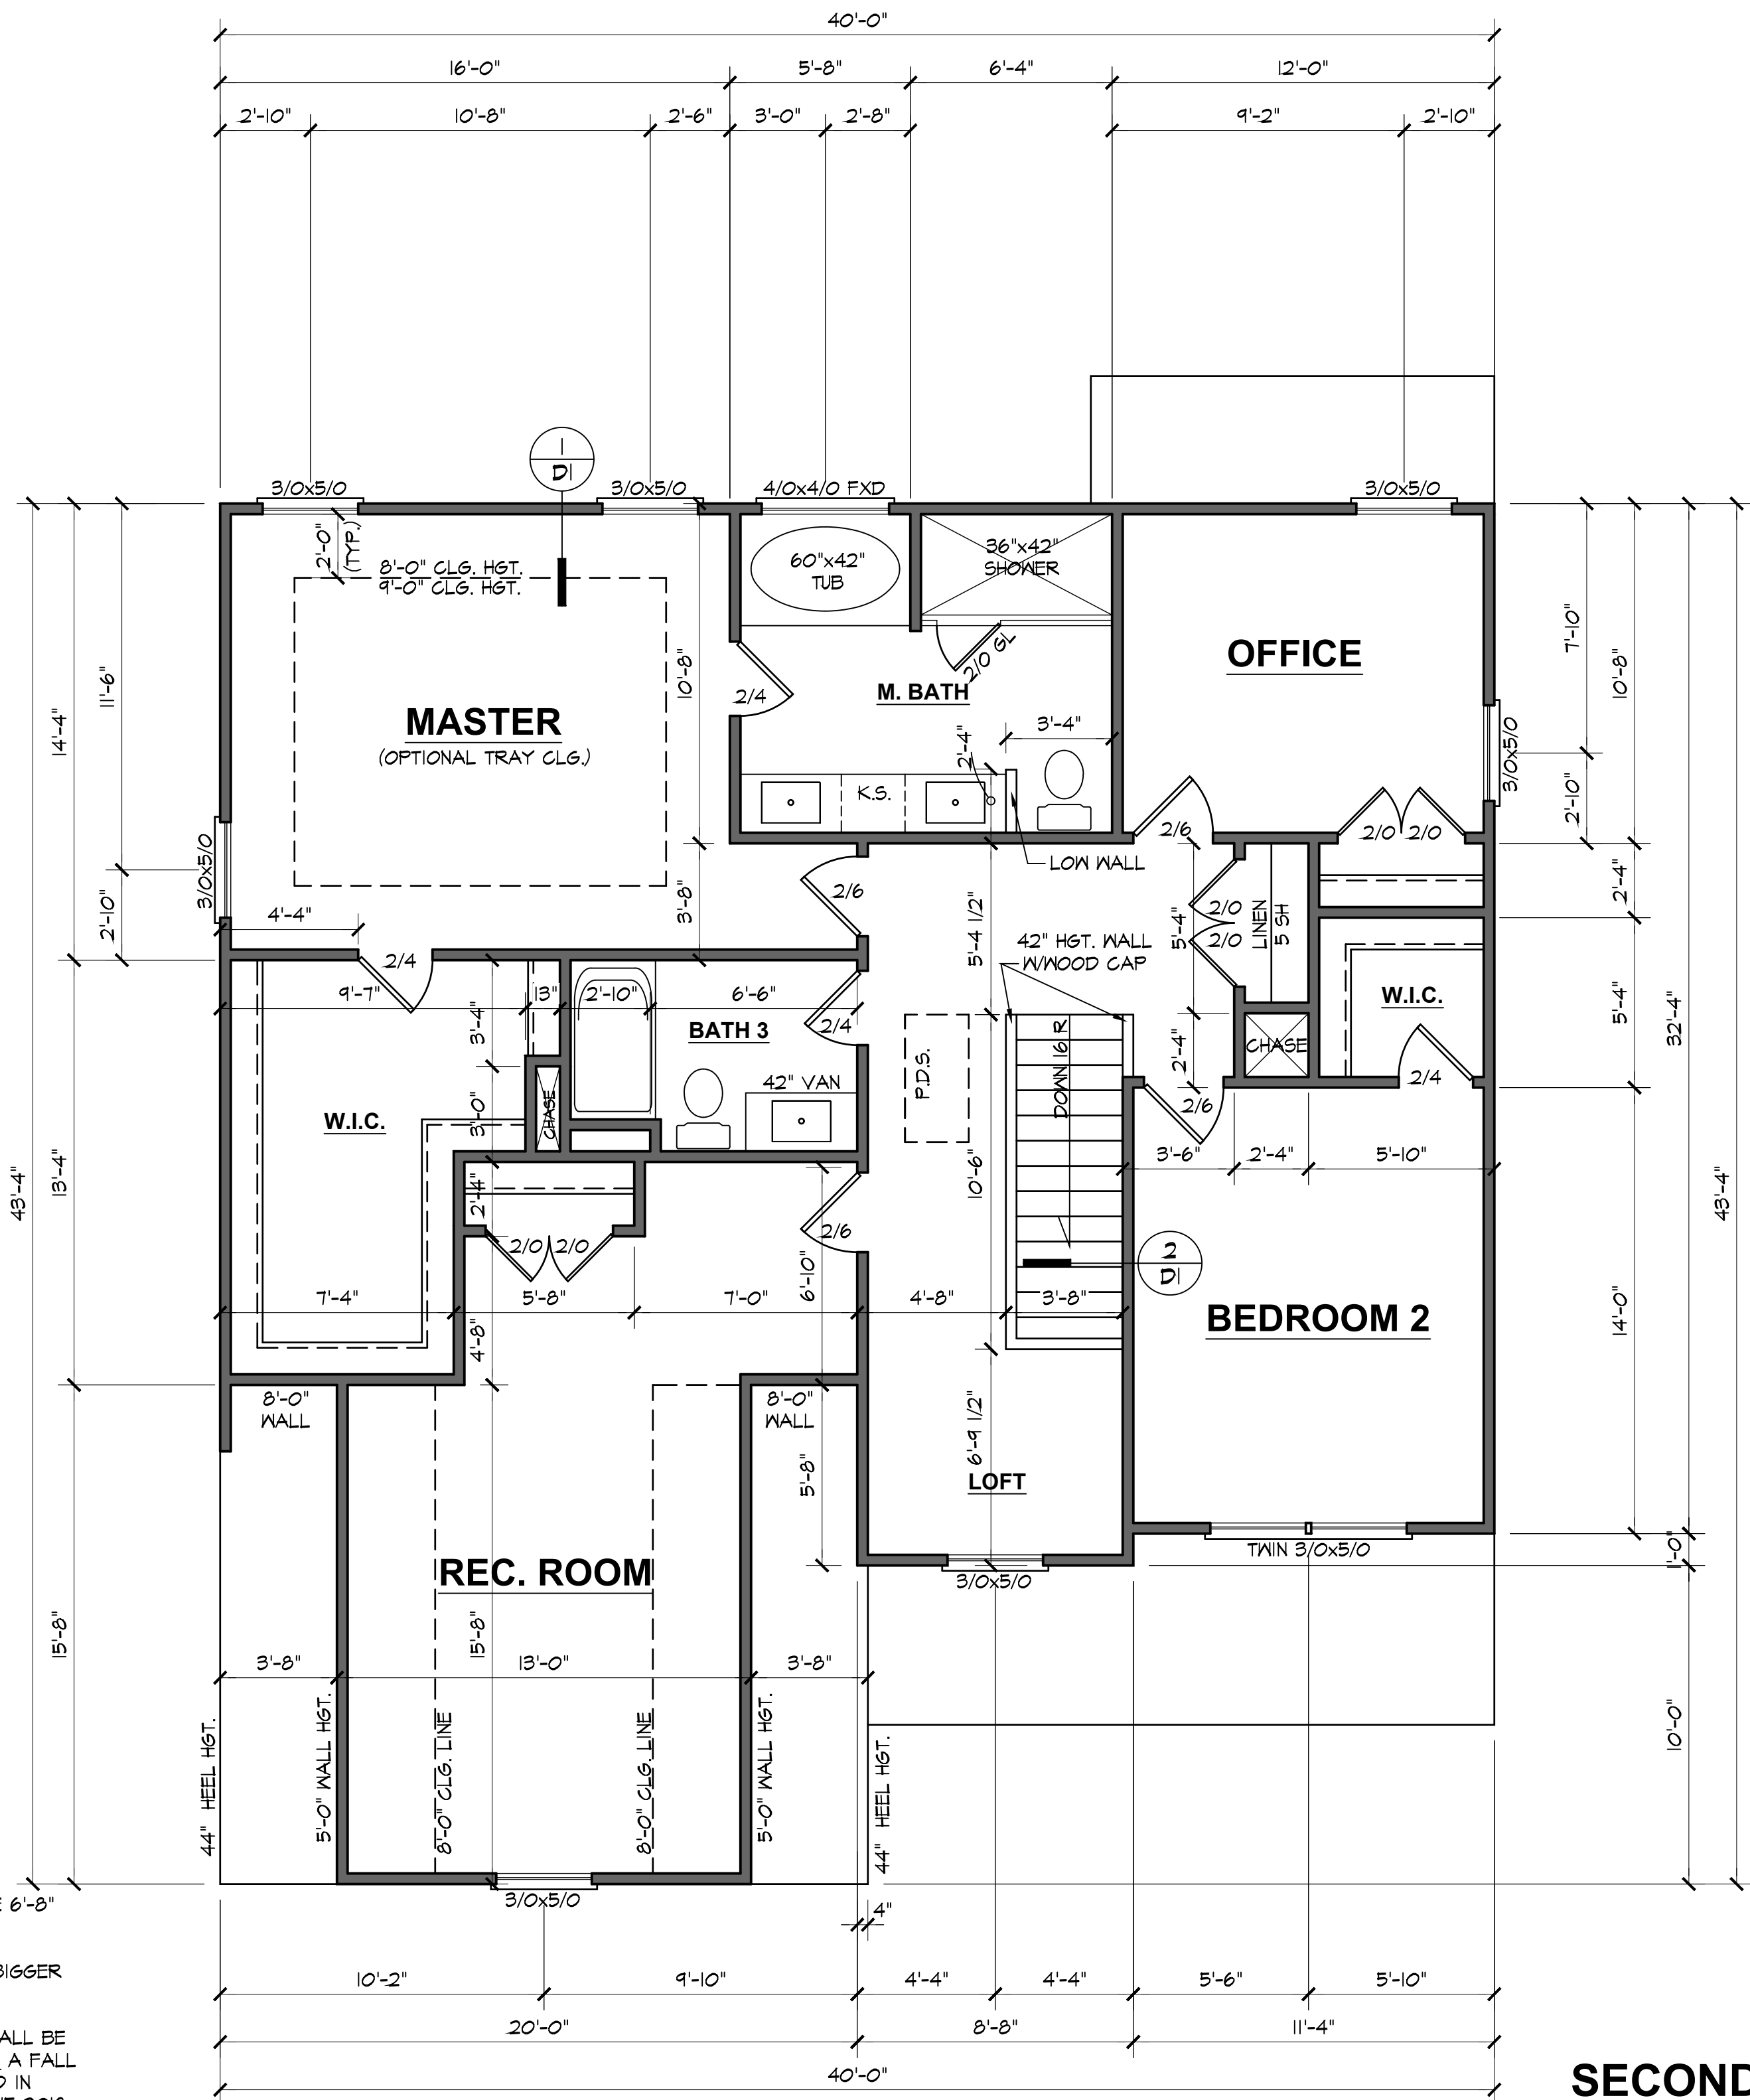 40'-0"
16'-0" 5'-8" 6'-4" 12'-0"
2'-10" 10'-8" 2'-6" 3'-0" 2'-8" 9'-2" 2'-10"
1
D1
3/0x5/0 3/0x5/0 4/0x4/0 FXD 3/0x5/0
2'-0"
(TYP.)
8'-0" CLG. HGT.
9'-0" CLG. HGT.
60"x42"
TUB
36"x42"
SHOWER
2/0 GL
OFFICE
M. BATH
MASTER
(OPTIONAL TRAY CLG.)
2/4
10'-8"
3'-4"
2'-4"
K.S.
LOW WALL
2/6
2/0 2/0
3/0x5/0
7'-10"
2'-10"
10'-8"
2'-4"
5'-4"
32'-4"
14'-0"
43'-4"
1'-0"
10'-0"
11'-6"
2'-10"
14'-4"
13'-4"
43'-4"
15'-8"
3/0x5/0
4'-4"
2/4
3'-8"
2/6
5'-4 1/2"
42" HGT. WALL
W/WOOD CAP
5'-4"
2/0
2/0
LINEN
5 SH
W.I.C.
9'-7" 13" 2'-10" 6'-6"
BATH 3
2/4
3'-4"
3'-0"
CHASE
42" VAN
P.D.S.
DOWN 16 R
2'-4"
CHASE
2/4
2/6
W.I.C.
2'-4"
2/0 2/0
2/6
6'-10"
10'-6"
3'-6" 2'-4" 5'-10"
2
D1
7'-4" 5'-8" 7'-0" 4'-8" 3'-8"
4'-8"
BEDROOM 2
8'-0"
WALL
8'-0"
WALL
5'-8"
6'-9 1/2"
LOFT
TWIN 3/0x5/0
3/0x5/0
REC. ROOM
15'-8"
3'-8" 13'-0" 3'-8"
44" HEEL HGT.
5'-0" WALL HGT.
8'-0" CLG. LINE
8'-0" CLG. LINE
5'-0" WALL HGT.
44" HEEL HGT.
3/0x5/0
4"
6'-8"
BIGGER
ALL BE
A FALL
IN
10'-2" 9'-10" 4'-4" 4'-4" 5'-6" 5'-10"
20'-0" 8'-8" 11'-4"
40'-0"
SECOND